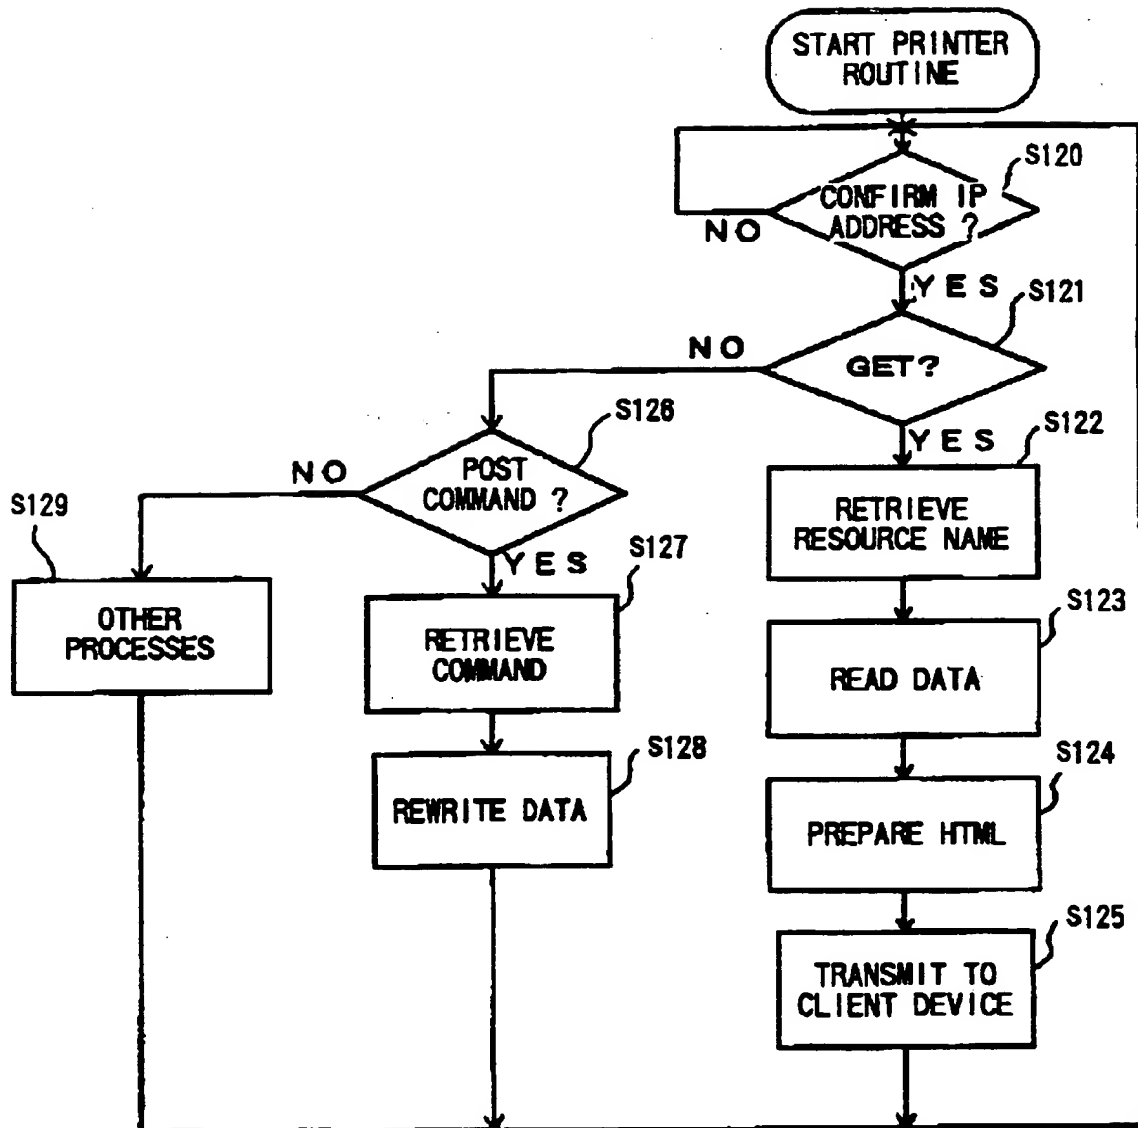 START PRINTER
ROUTINE
S120
CONFIRM IP
ADDRESS ?
NO
YES
S121
GET?
NO
YES
S122
RETRIEVE
RESOURCE NAME
S123
READ DATA
S124
PREPARE HTML
S125
TRANSMIT TO
CLIENT DEVICE
S126
POST
COMMAND ?
NO
YES
S127
RETRIEVE
COMMAND
S128
REWRITE DATA
S129
OTHER
PROCESSES